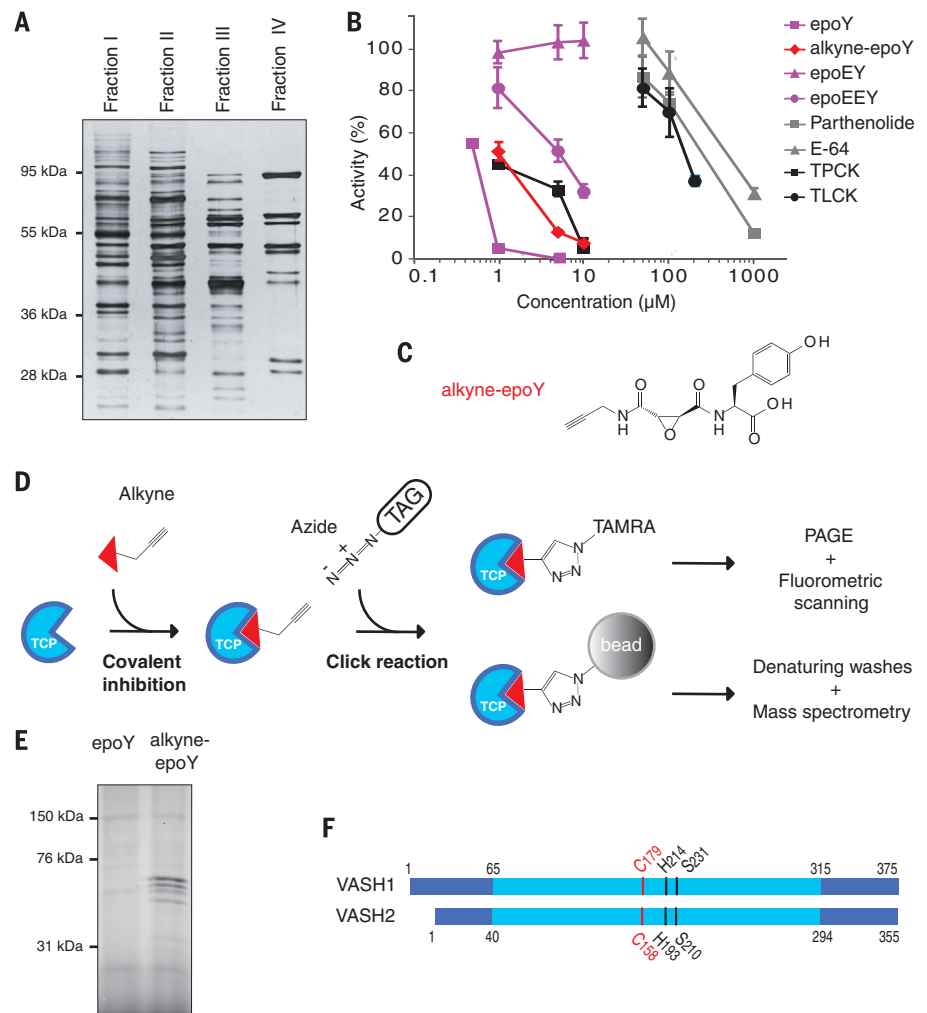 A
Fraction I
Fraction II
Fraction III
Fraction IV
95 kDa
55 kDa
36 kDa
28 kDa
B
Activity (%)
100
80
60
40
20
0
0.1
1
10
100
1000
Concentration (µM)
epoY
alkyne-epoY
epoEY
epoEEY
Parthenolide
E-64
TPCK
TLCK
C
alkyne-epoY
N
H
O
O
O
N
H
OH
O
OH
D
Alkyne
TCP
Covalent
inhibition
TCP
Azide
N=N=N
- +
TAG
Click reaction
TCP
N
N=N
TAMRA
PAGE
+
Fluorometric
scanning
TCP
N
N=N
bead
Denaturing washes
+
Mass spectrometry
E
epoY
alkyne-
epoY
150 kDa
76 kDa
31 kDa
F
1 65 C179 H214 S231 315 375
VASH1
VASH2
1 40 C158 H193 S210 294 355